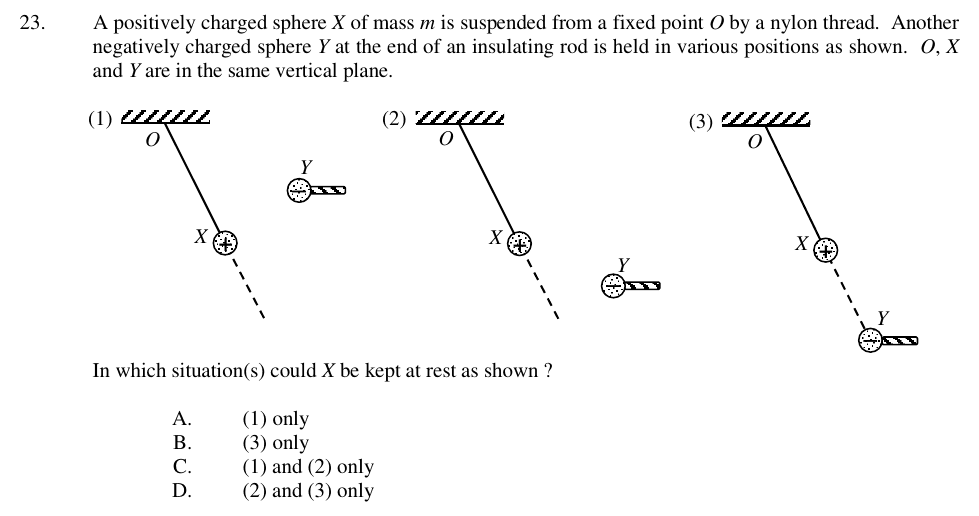 23. A positively charged sphere X of mass m is suspended from a fixed point O by a nylon thread. Another
negatively charged sphere Y at the end of an insulating rod is held in various positions as shown. O, X
and Y are in the same vertical plane.
(1) (2) (3)
O O O
Y
X X X
Y
Y
+ + +
− − −
In which situation(s) could X be kept at rest as shown ?
A. (1) only
B. (3) only
C. (1) and (2) only
D. (2) and (3) only